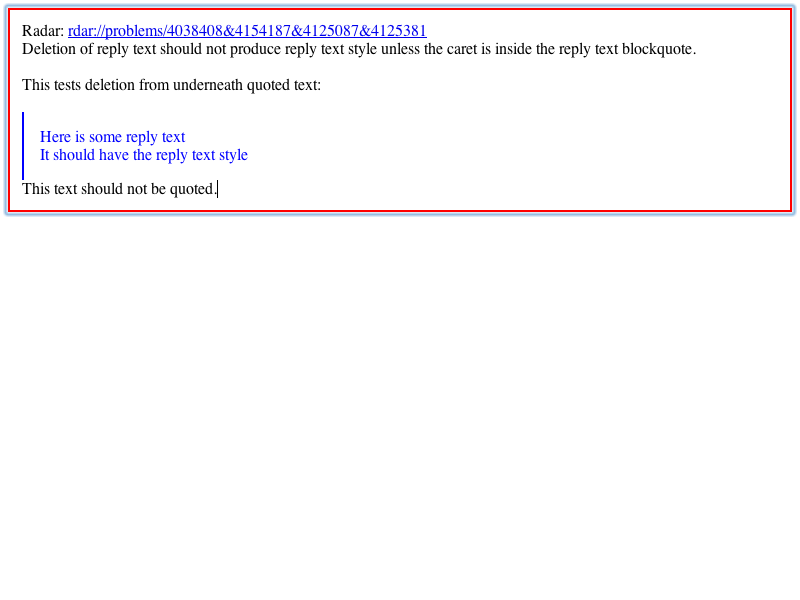 Radar: rdar://problems/4038408&4154187&4125087&4125381
Deletion of reply text should not produce reply text style unless the caret is inside the reply text blockquote.
This tests deletion from underneath quoted text:
Here is some reply text
It should have the reply text style
This text should not be quoted.